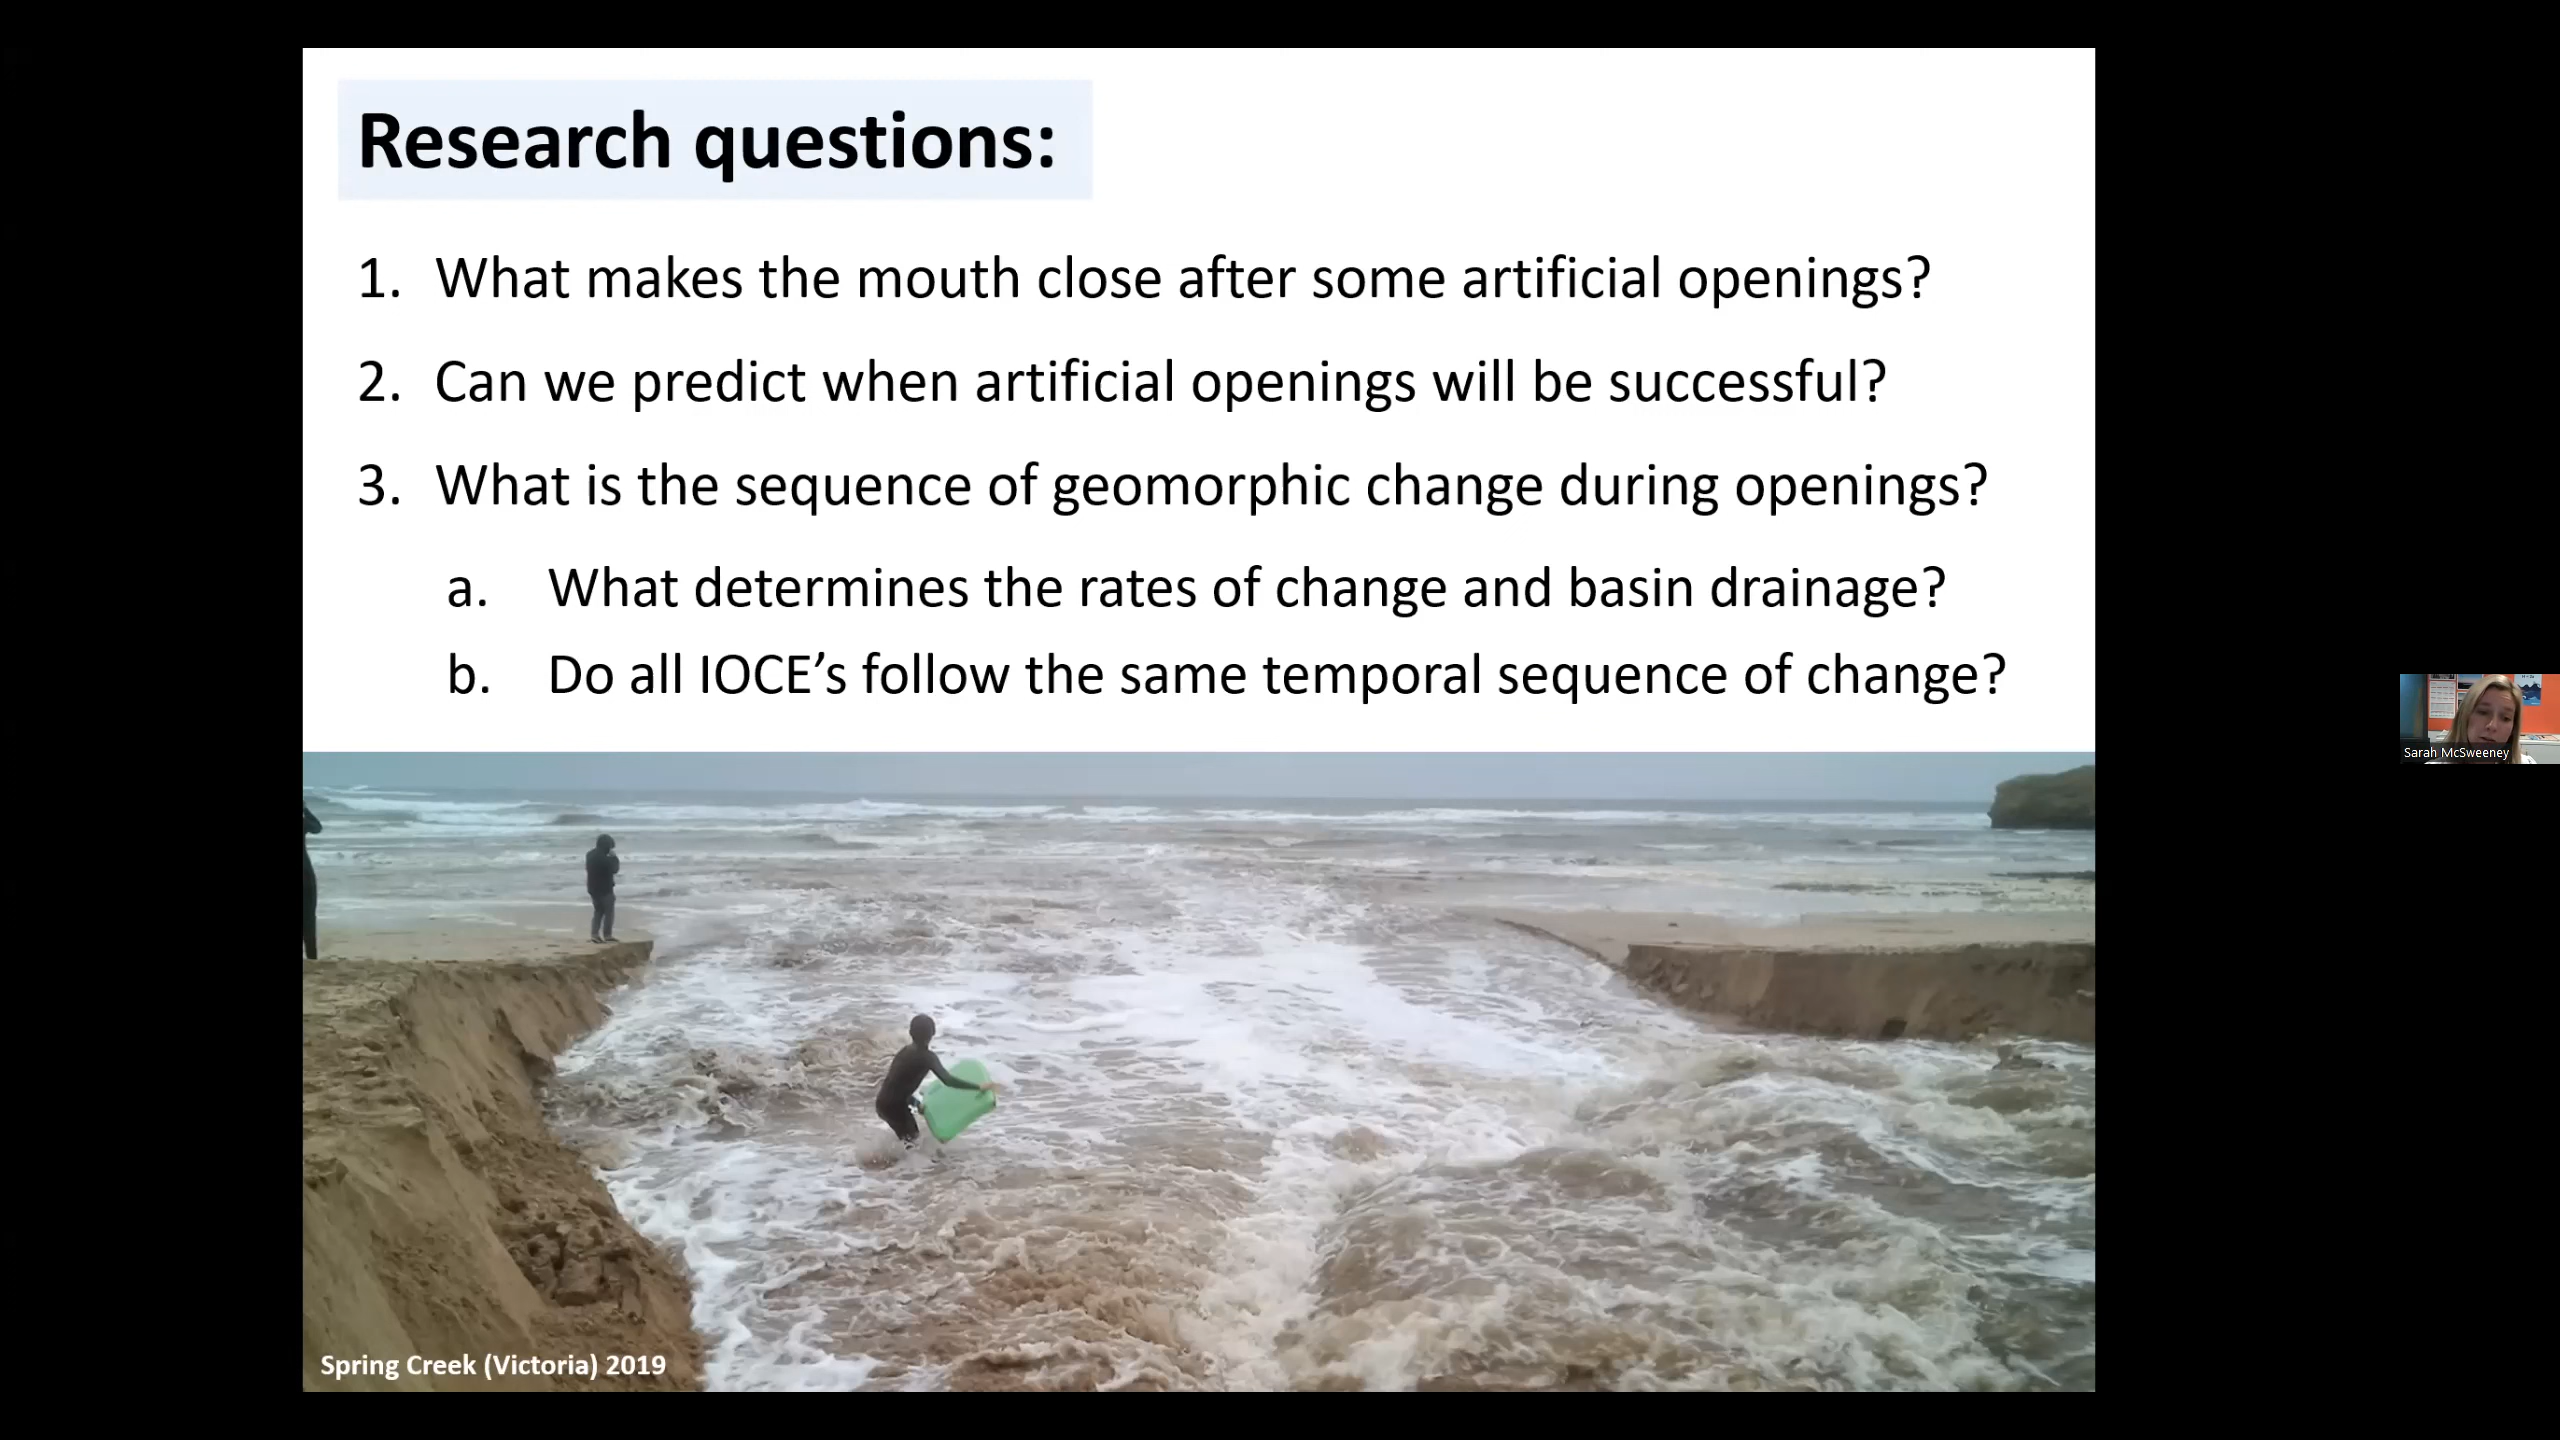 Research questions:
1. What makes the mouth close after some artificial openings?
2. Can we predict when artificial openings will be successful?
3. What is the sequence of geomorphic change during openings?
a. What determines the rates of change and basin drainage?
b. Do all IOCE’s follow the same temporal sequence of change?
Sarah McSweeney
Spring Creek (Victoria) 2019